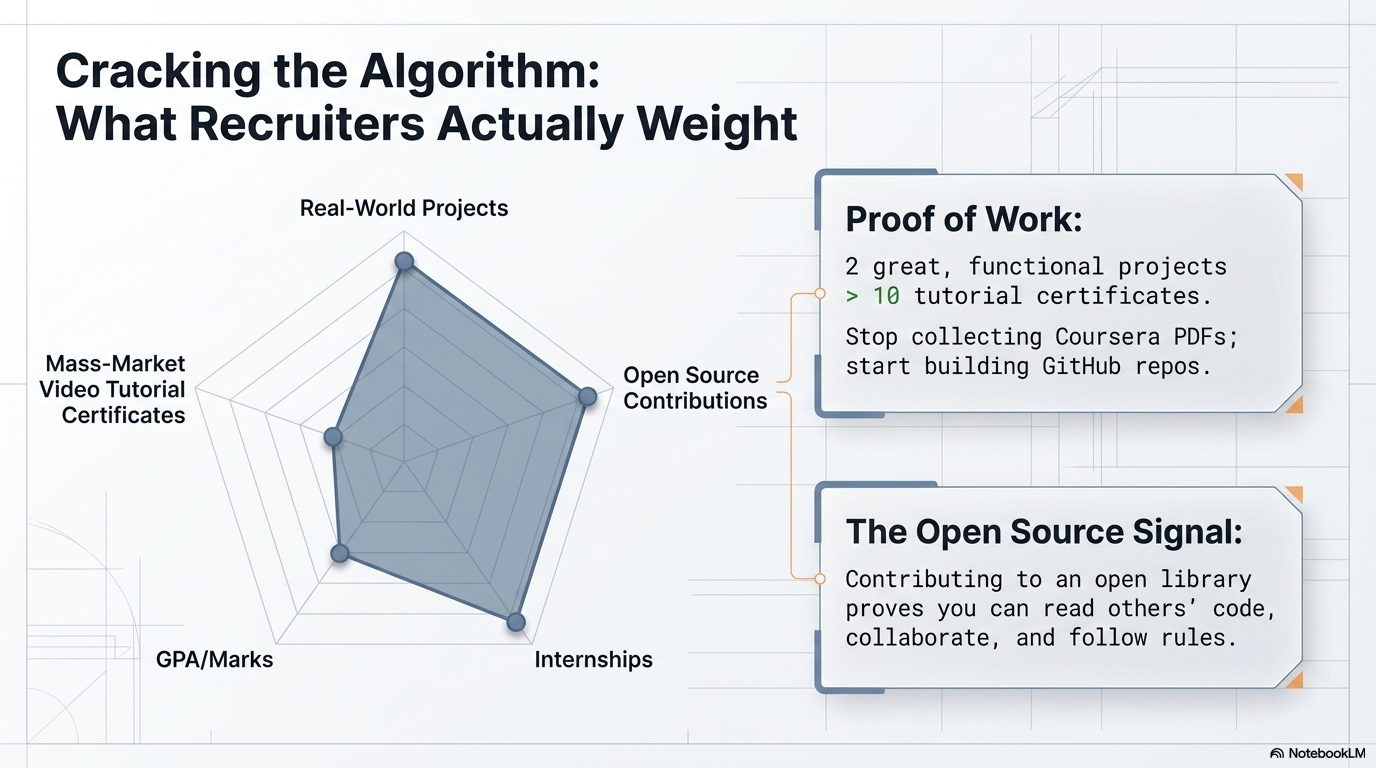 Cracking the Algorithm:
What Recruiters Actually Weight
Real-World Projects
Mass-Market
Video Tutorial
Certificates
Open Source
Contributions
GPA/Marks
Internships
Proof of Work:
2 great, functional projects
> 10 tutorial certificates.
Stop collecting Coursera PDFs;
start building GitHub repos.
The Open Source Signal:
Contributing to an open library
proves you can read others’ code,
collaborate, and follow rules.
NotebookLM